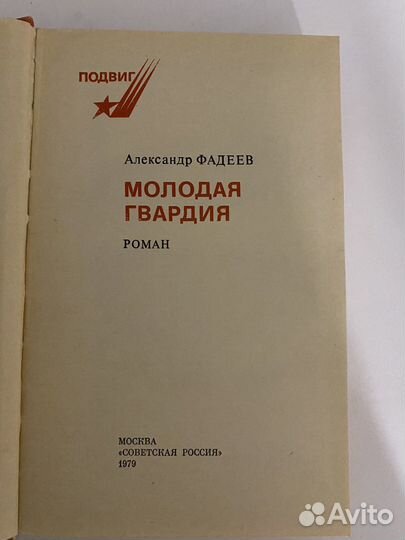 ПОДВИГ
Александр ФАДЕЕВ
МОЛОДАЯ
ГВАРДИЯ
РОМАН
МОСКВА
«СОВЕТСКАЯ РОССИЯ»
1979
Avito